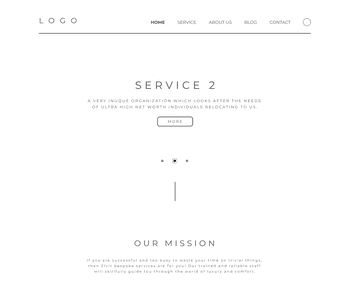 LOGO
HOME SERVICE ABOUT US BLOG CONTACT
SERVICE 2
A VERY INUQUE ORGANIZATION WHICH LOOKS AFTER THE NEEDS
OF ULTRA HIGH NET WORTH INDIVIDUALS RELOCATING TO US.
MORE
OUR MISSION
If you are successful and too busy to waste your time on trivial things,
then Elrit bespoke services are for you! Our trained and reliable staff
will swiftfully guide you through the world of luxury and comfort.